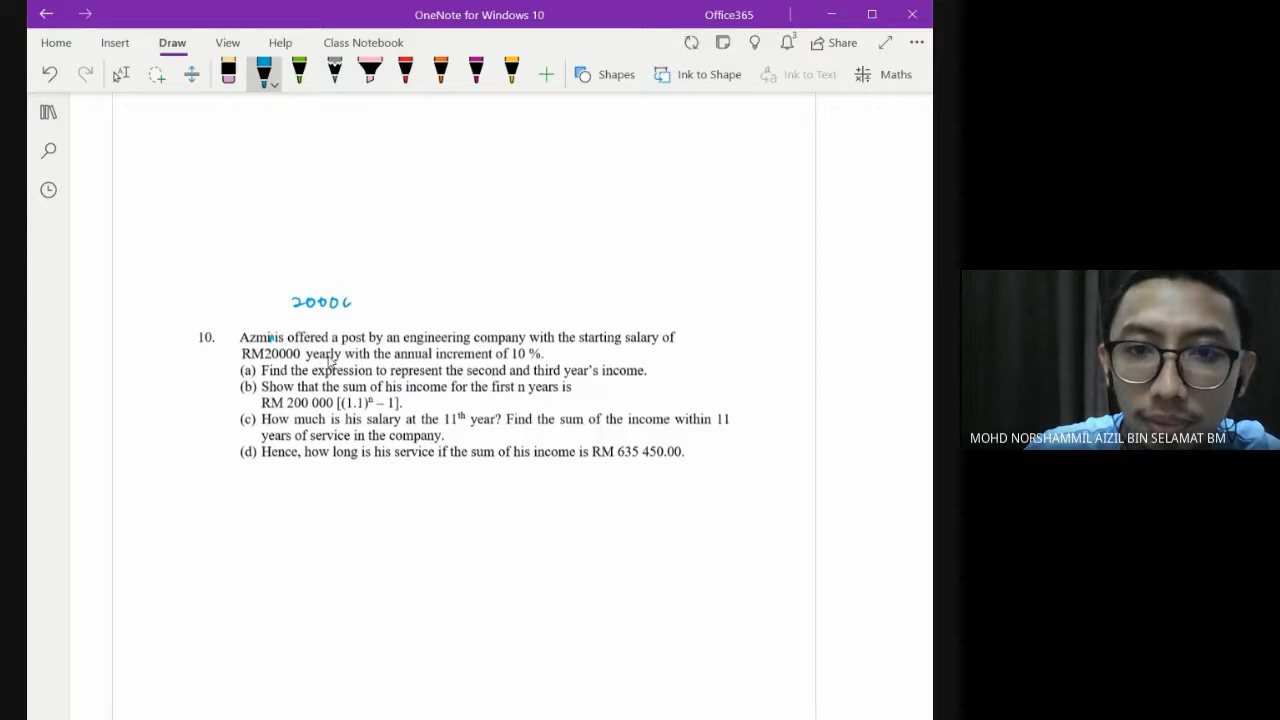 OneNote for Windows 10
Office365
Home Insert Draw View Help Class Notebook
3
Share
Shapes Ink to Shape Ink to Text Maths
20000
10. Azmi is offered a post by an engineering company with the starting salary of
RM20000 yearly with the annual increment of 10 %.
(a) Find the expression to represent the second and third year's income.
(b) Show that the sum of his income for the first n years is
RM 200 000 [(1.1)ⁿ – 1].
(c) How much is his salary at the 11th year? Find the sum of the income within 11
years of service in the company.
(d) Hence, how long is his service if the sum of his income is RM 635 450.00.
MOHD NORSHAMMIL AIZIL BIN SELAMAT BM